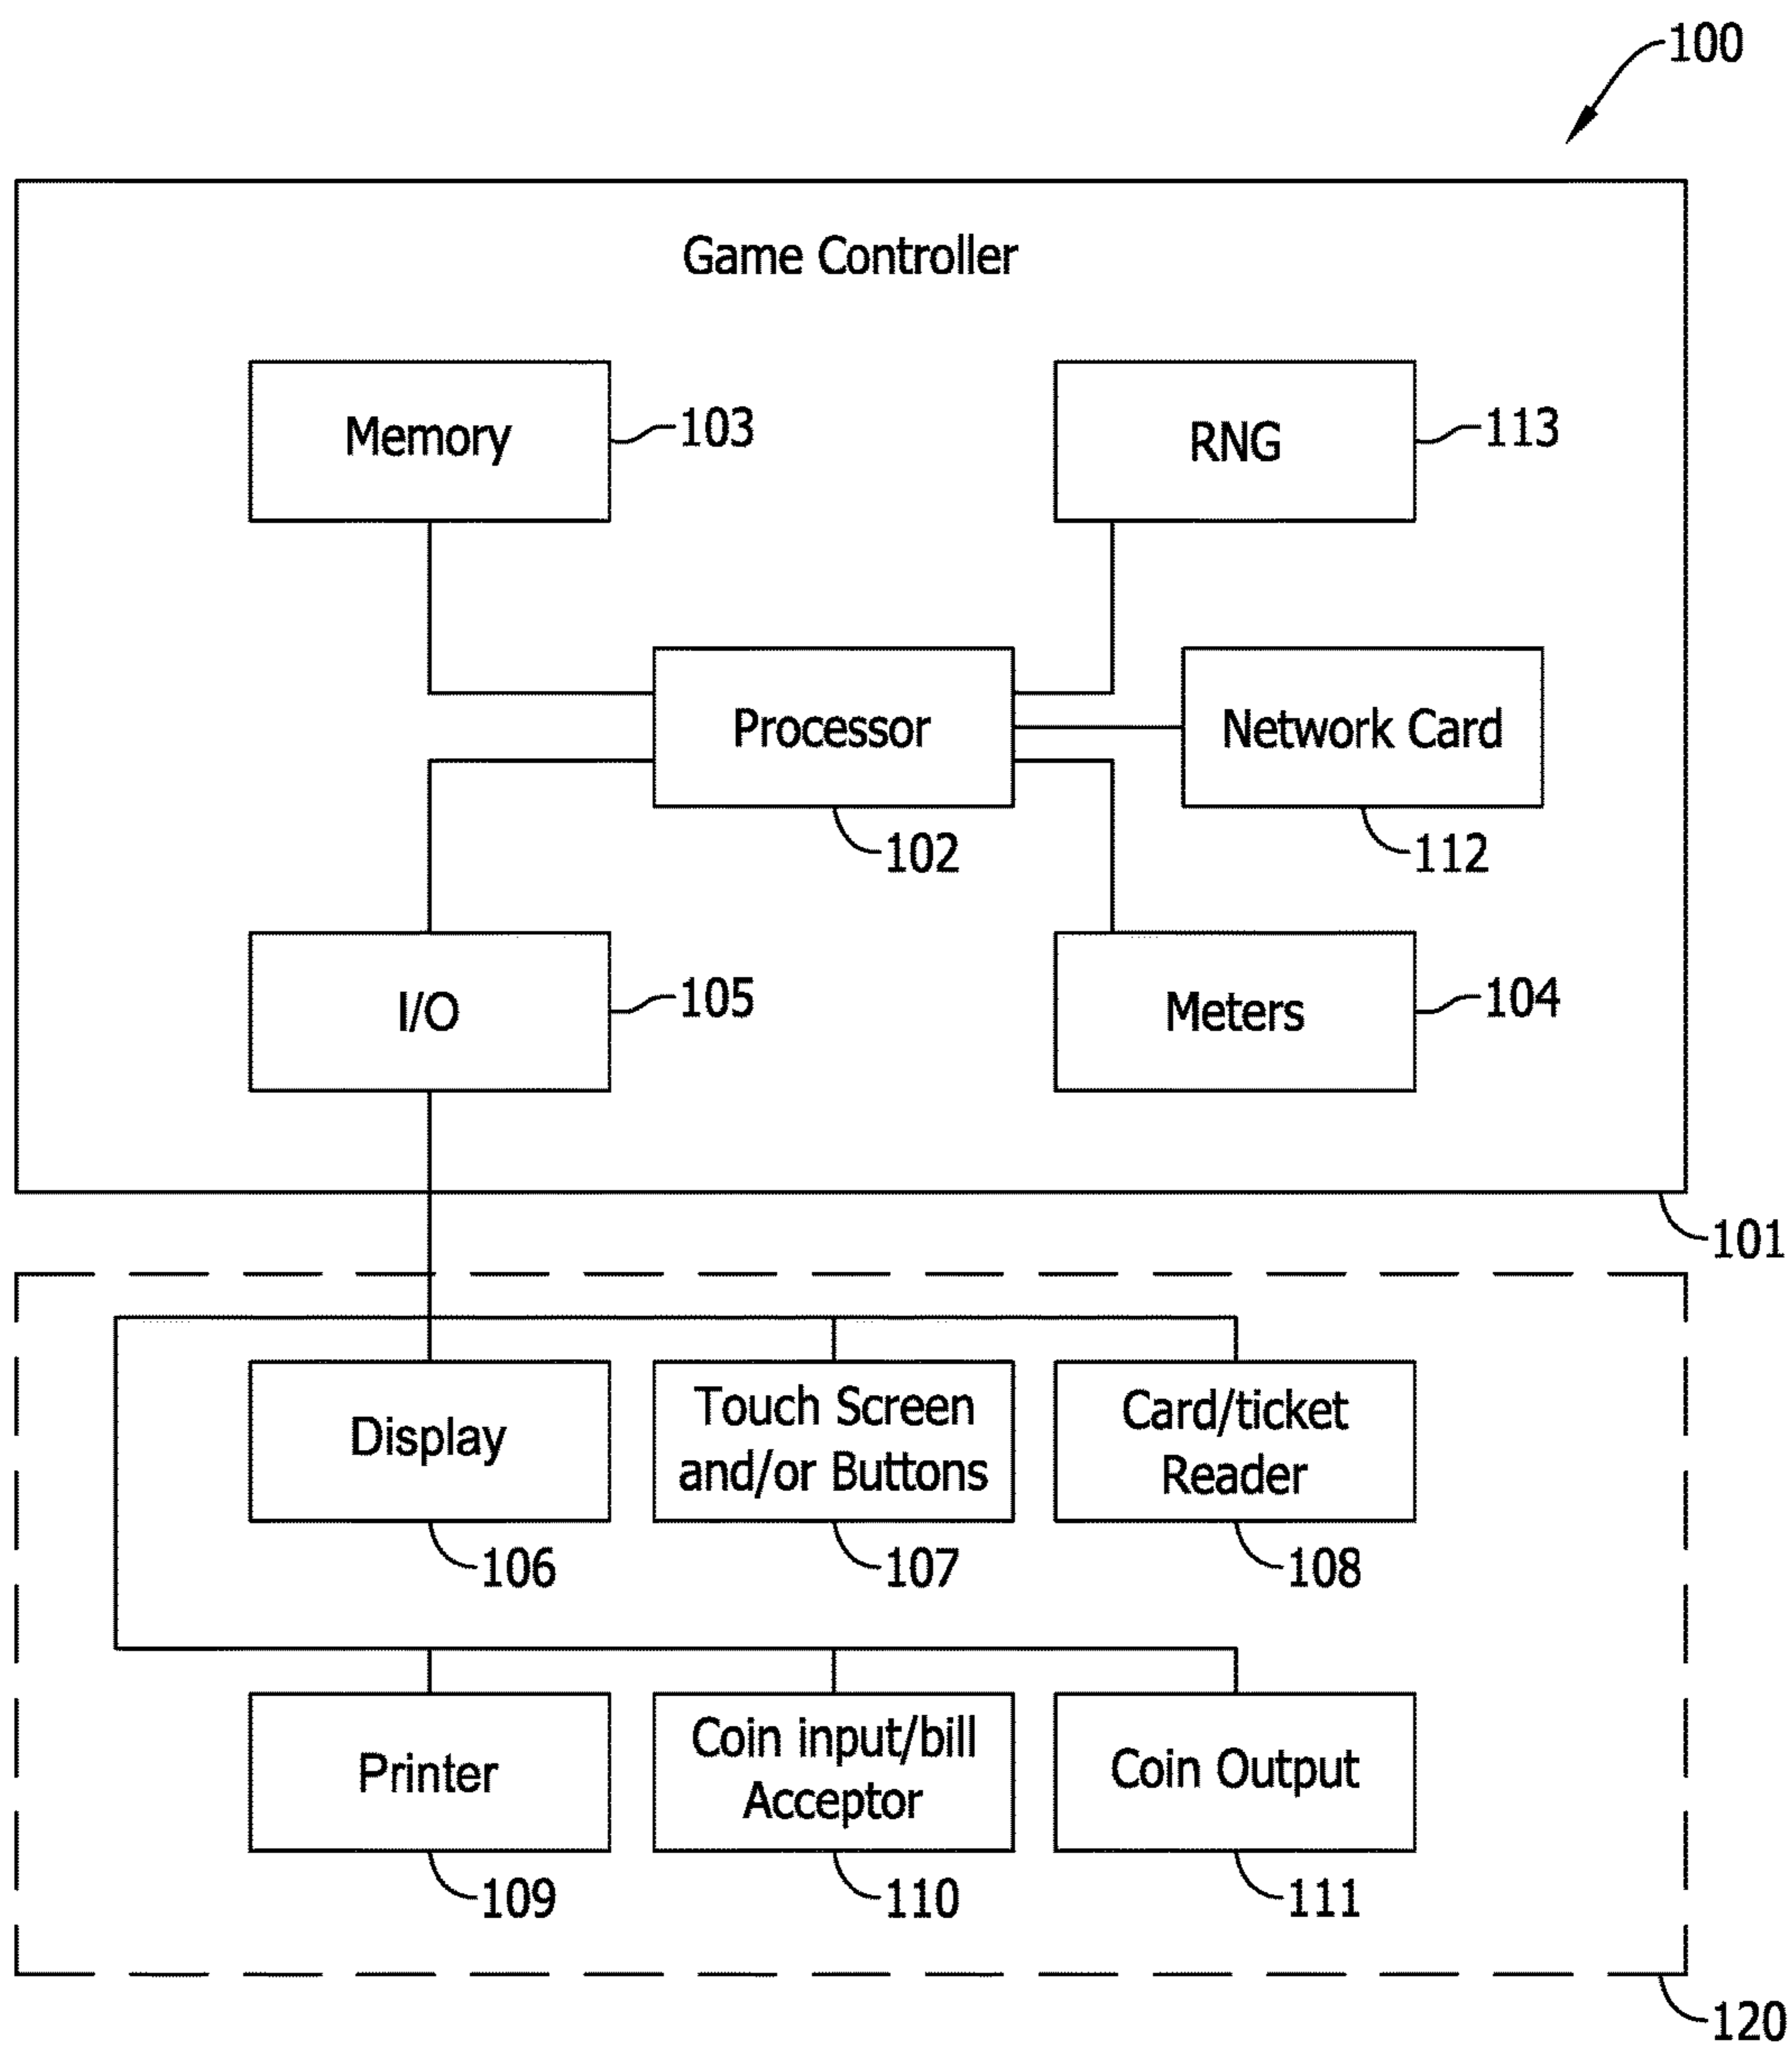 100
Game Controller
Memory
103
RNG
113
Processor
102
Network Card
112
I/O
105
Meters
104
101
Display
106
Touch Screen
and/or Buttons
107
Card/ticket
Reader
108
Printer
109
Coin input/bill
Acceptor
110
Coin Output
111
120